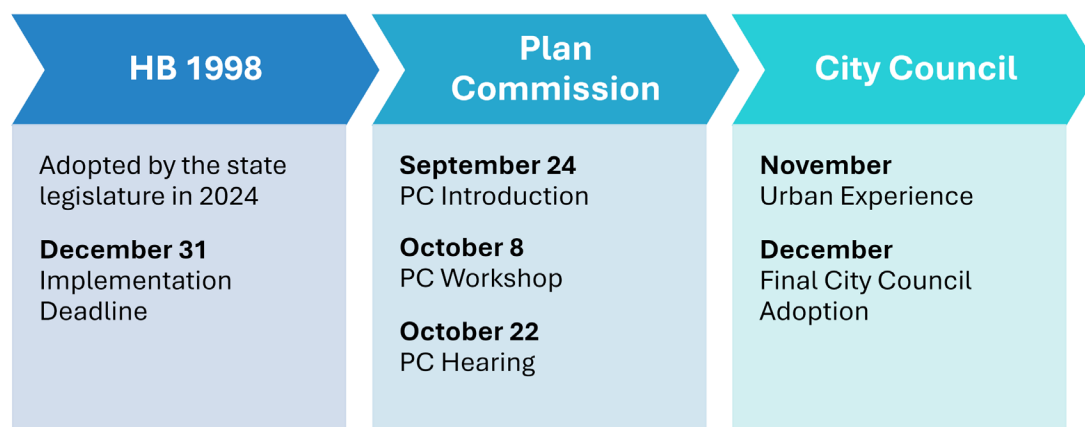 HB 1998
Adopted by the state
legislature in 2024
December 31
Implementation
Deadline
Plan
Commission
September 24
PC Introduction
October 8
PC Workshop
October 22
PC Hearing
City Council
November
Urban Experience
December
Final City Council
Adoption